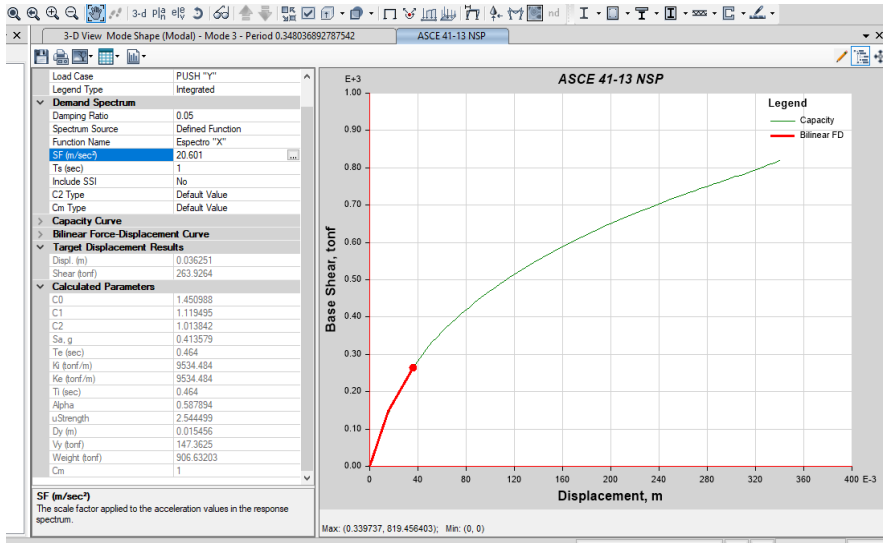 3-d
nd
3-D View Mode Shape (Modal) - Mode 3 - Period 0.348036892787542
ASCE 41-13 NSP
Load Case PUSH "Y"
Legend Type Integrated
Demand Spectrum
Damping Ratio 0.05
Spectrum Source Defined Function
Function Name Espectro "X"
SF (m/sec²) 20.601
Ts (sec) 1
Include SSI No
C2 Type Default Value
Cm Type Default Value
Capacity Curve
Bilinear Force-Displacement Curve
Target Displacement Results
Displ. (m) 0.036251
Shear (tonf) 263.9264
Calculated Parameters
C0 1.450988
C1 1.119495
C2 1.013842
Sa, g 0.413579
Te (sec) 0.464
Ki (tonf/m) 9534.484
Ke (tonf/m) 9534.484
Ti (sec) 0.464
Alpha 0.587894
uStrength 2.544499
Dy (m) 0.015456
Vy (tonf) 147.3625
Weight (tonf) 906.63203
Cm 1
SF (m/sec²)
The scale factor applied to the acceleration values in the response
spectrum.
ASCE 41-13 NSP
E+3
1.00
0.90
0.80
0.70
0.60
0.50
0.40
0.30
0.20
0.10
0.00
Base Shear, tonf
Legend
Capacity
Bilinear FD
0 40 80 120 160 200 240 280 320 360 400 E-3
Displacement, m
Max: (0.339737, 819.456403); Min: (0, 0)